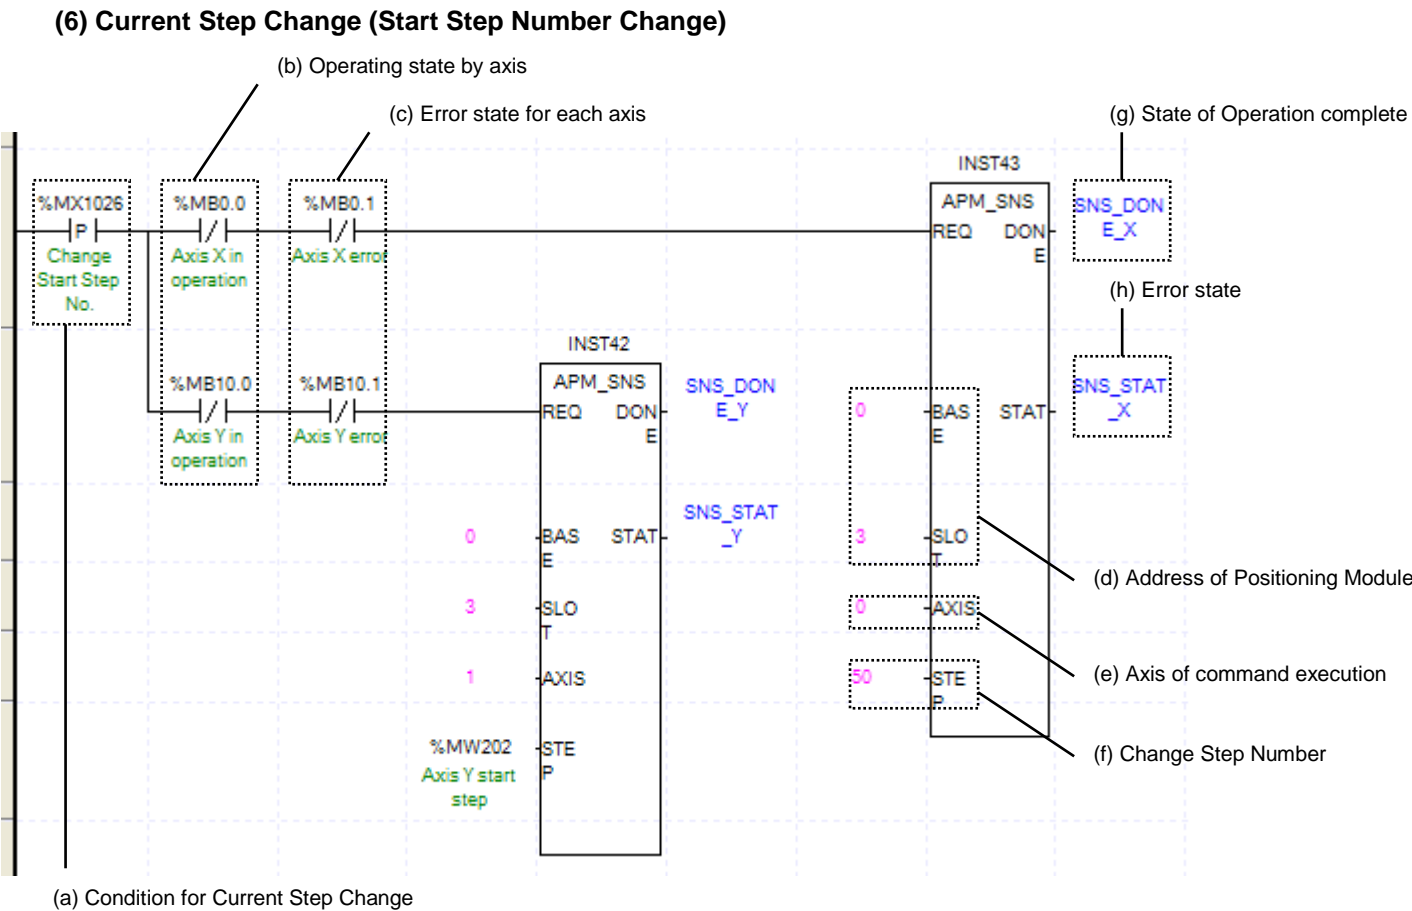 (6) Current Step Change (Start Step Number Change)
(b) Operating state by axis
(c) Error state for each axis
(g) State of Operation complete
INST43
%MX1026
%MB0.0
%MB0.1
APM_SNS
SNS_DON
E_X
P
REQ
DON
E
Change
Start Step
No.
Axis X in
operation
Axis X error
(h) Error state
INST42
%MB10.0
%MB10.1
APM_SNS
SNS_DON
E_Y
SNS_STAT
_X
REQ
DON
E
0
BAS
E
STAT
Axis Y in
operation
Axis Y error
SNS_STAT
_Y
0
BAS
E
STAT
3
SLO
T
(d) Address of Positioning Module
3
SLO
T
0
AXIS
1
AXIS
50
STE
P
(e) Axis of command execution
%MW202
STE
P
Axis Y start
step
(f) Change Step Number
(a) Condition for Current Step Change